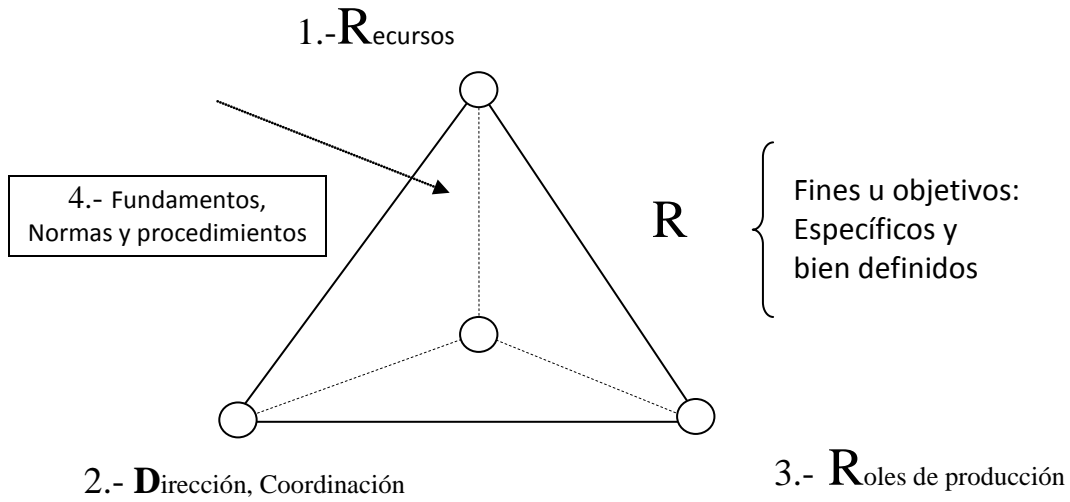 1.-Recursos
4.- Fundamentos,
Normas y procedimientos
R
Fines u objetivos:
Específicos y
bien definidos
2.- Dirección, Coordinación
3.- Roles de producción